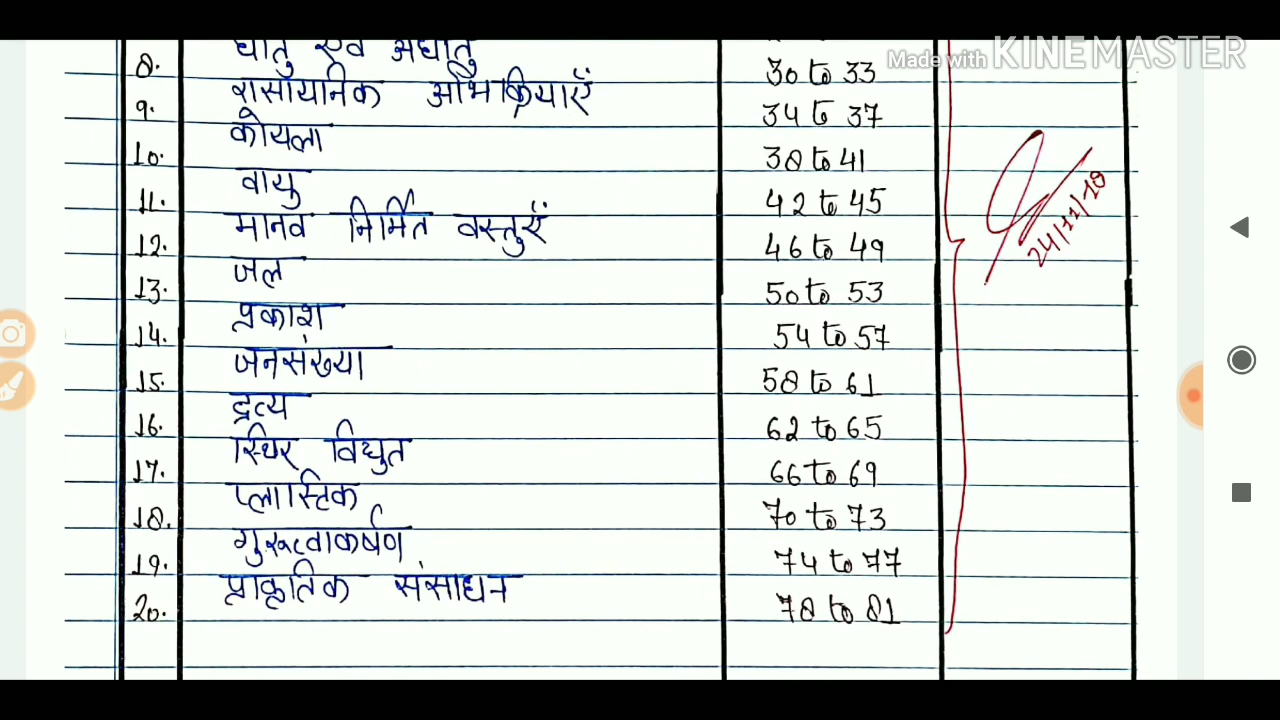 Made with KINEMASTER
धातु एवं अधातु
8. 30 to 33
रासायनिक अभिक्रियाएँ
9. 34 to 37
कोयला
10. 38 to 41
वायु
11. 42 to 45
मानव निर्मित वस्तुएँ
12. 46 to 49
जल
13. 50 to 53
प्रकाश
14. 54 to 57
जनसंख्या
15. 58 to 61
द्रव्य
16. 62 to 65
स्थिर विद्युत
17. 66 to 69
प्लास्टिक
18. 70 to 73
गुरुत्वाकर्षण
19. 74 to 77
प्राकृतिक संसाधन
20. 78 to 81
24/11/18